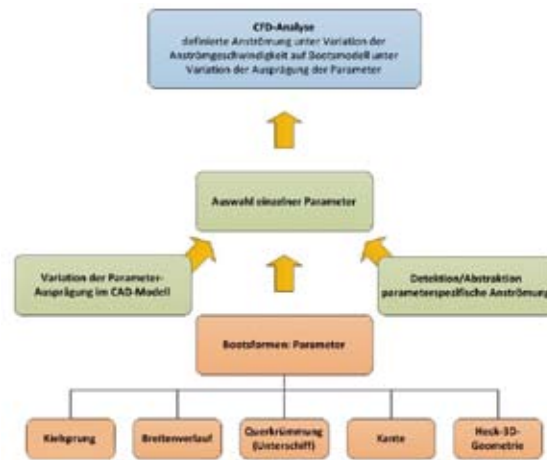 CFD-Analyse
definierte Anströmung unter Variation der
Anströmgeschwindigkeit auf Bootsmodell unter
Variation der Ausprägung der Parameter
Auswahl einzelner Parameter
Variation der Parameter-
Ausprägung im CAD-Modell
Detektion/Abstraktion
parameterspezifische Anströmung
Bootsformen: Parameter
Kielsprung
Breitenverlauf
Querkrümmung
(Unterschiff)
Kante
Heck-3D-
Geometrie